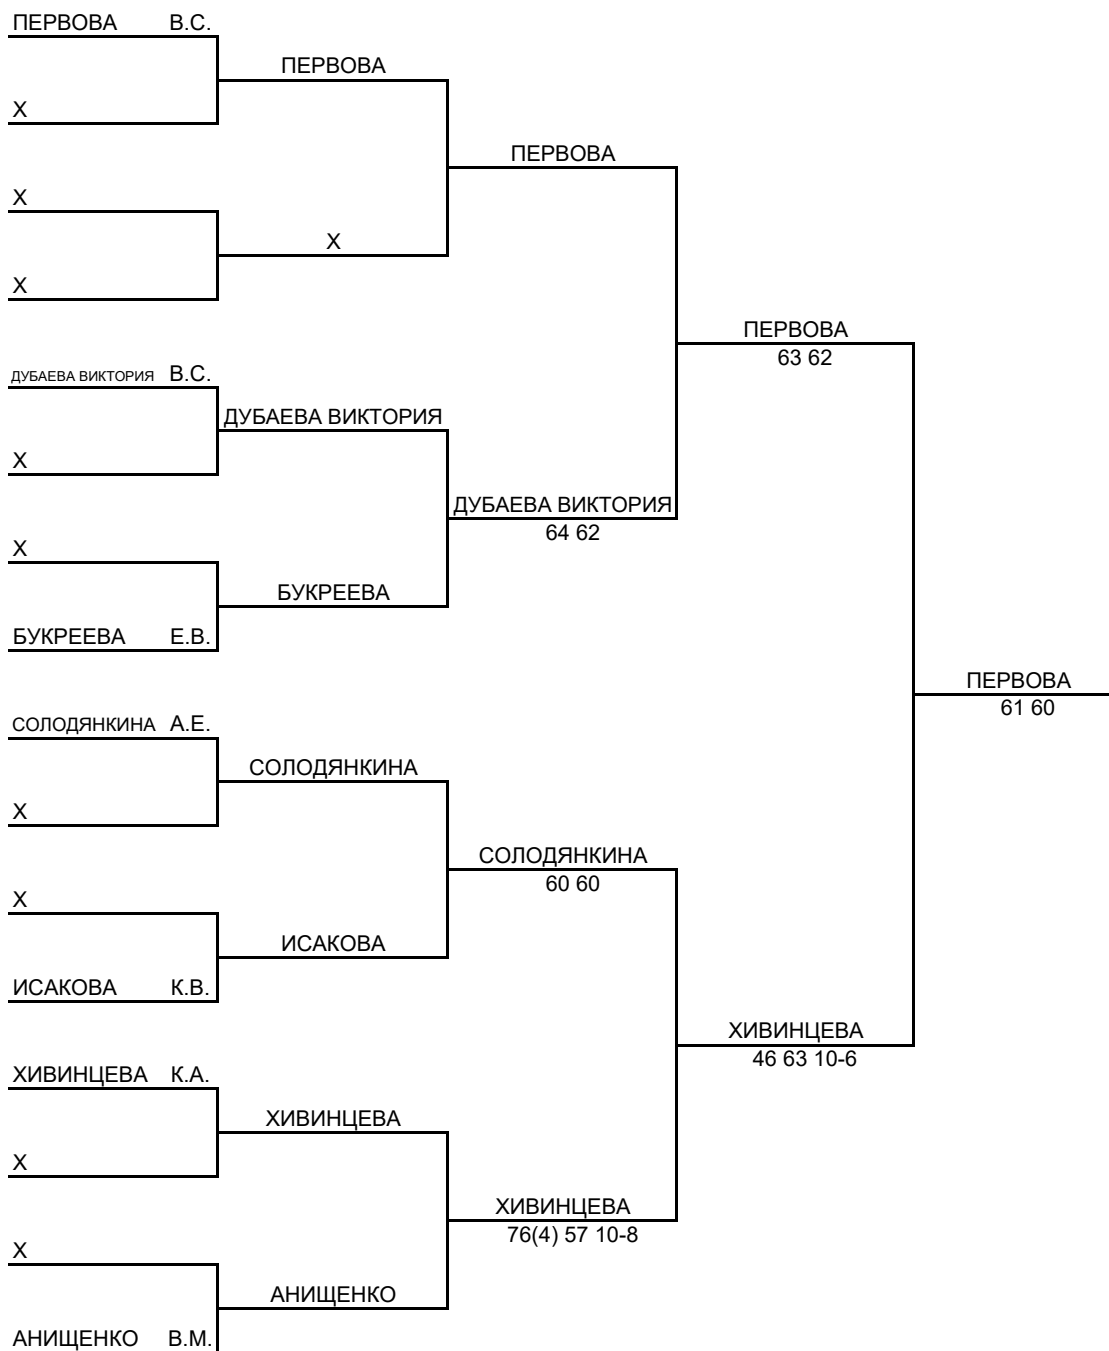 ПЕРВОВА В.С.
ПЕРВОВА
Х
ПЕРВОВА
Х
Х
Х
ПЕРВОВА
63 62
ДУБАЕВА ВИКТОРИЯ В.С.
ДУБАЕВА ВИКТОРИЯ
Х
ДУБАЕВА ВИКТОРИЯ
64 62
Х
БУКРЕЕВА
БУКРЕЕВА Е.В.
ПЕРВОВА
61 60
СОЛОДЯНКИНА А.Е.
СОЛОДЯНКИНА
Х
СОЛОДЯНКИНА
60 60
Х
ИСАКОВА
ИСАКОВА К.В.
ХИВИНЦЕВА
46 63 10-6
ХИВИНЦЕВА К.А.
ХИВИНЦЕВА
Х
ХИВИНЦЕВА
76(4) 57 10-8
Х
АНИЩЕНКО
АНИЩЕНКО В.М.